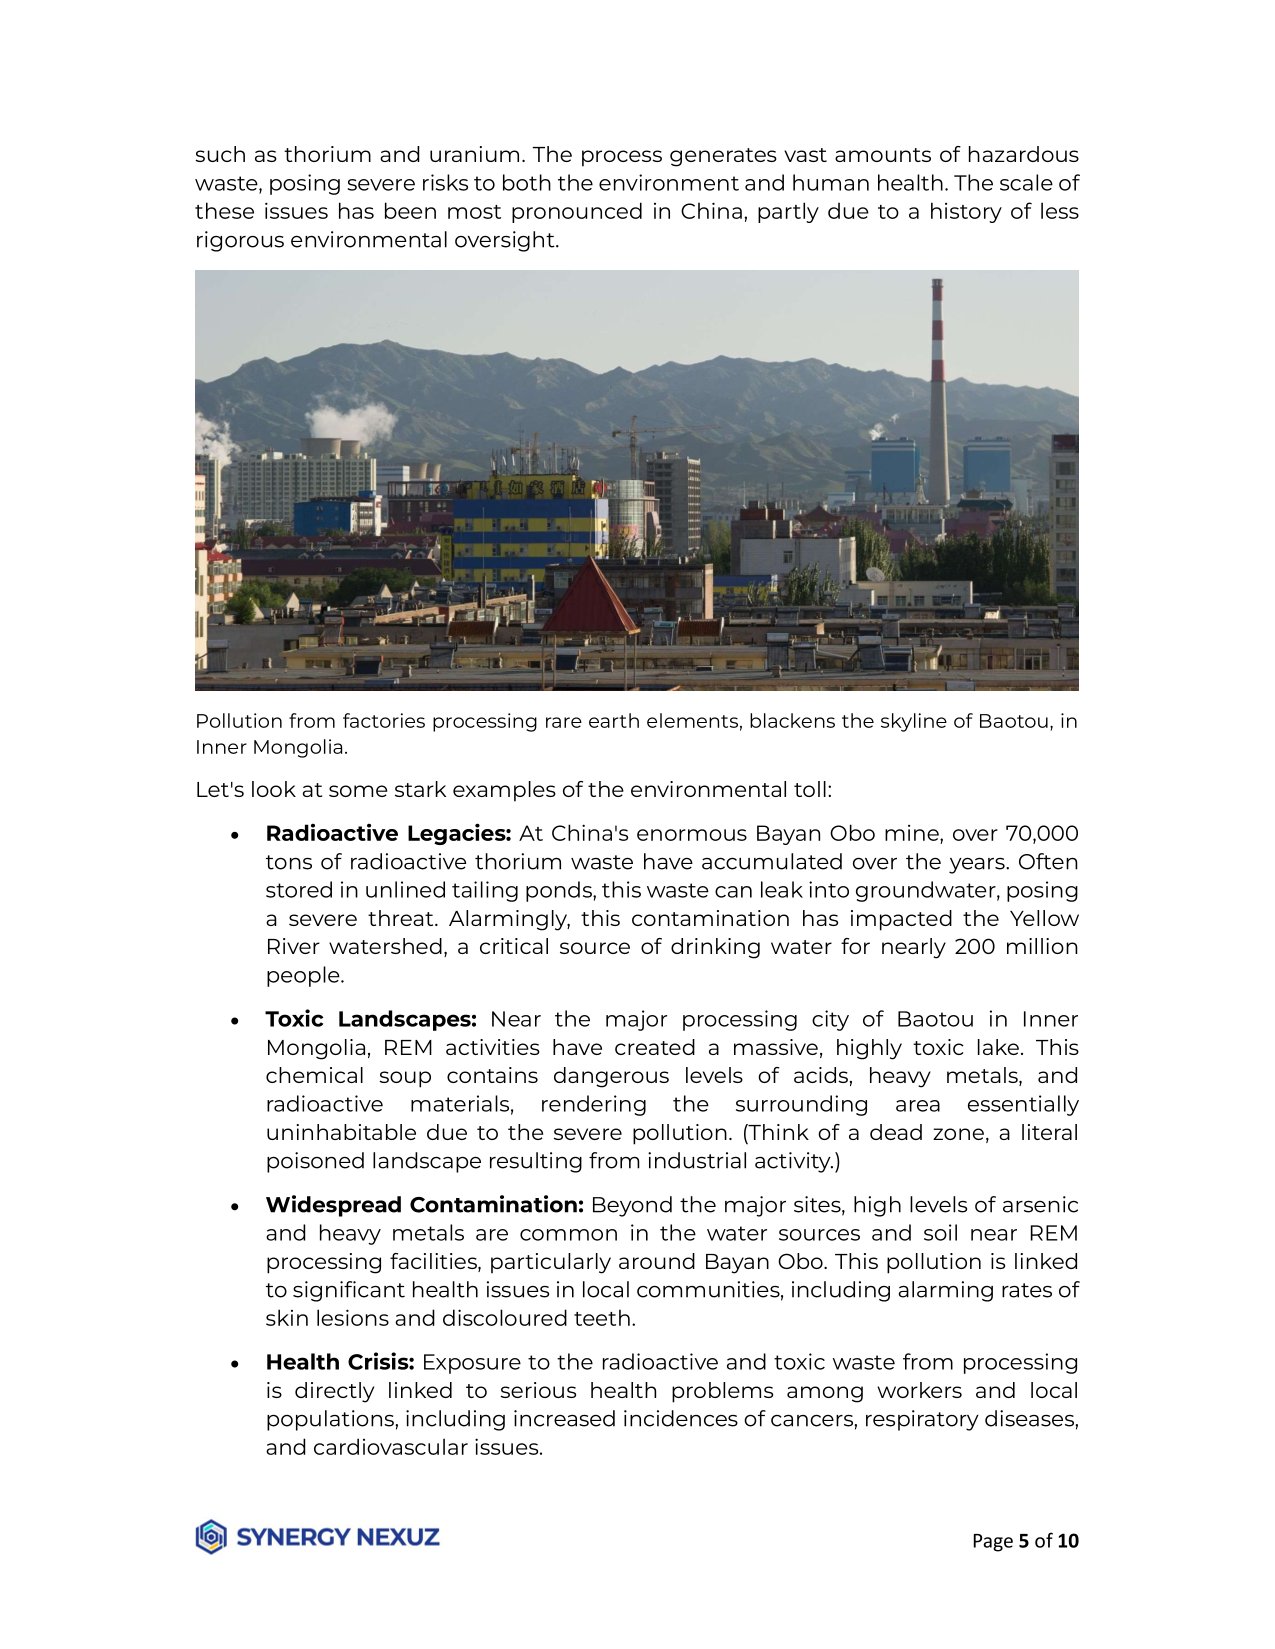 such as thorium and uranium. The process generates vast amounts of hazardous
waste, posing severe risks to both the environment and human health. The scale of
these issues has been most pronounced in China, partly due to a history of less
rigorous environmental oversight.
如家酒店
Pollution from factories processing rare earth elements, blackens the skyline of Baotou, in
Inner Mongolia.
Let's look at some stark examples of the environmental toll:
• Radioactive Legacies: At China's enormous Bayan Obo mine, over 70,000
tons of radioactive thorium waste have accumulated over the years. Often
stored in unlined tailing ponds, this waste can leak into groundwater, posing
a severe threat. Alarmingly, this contamination has impacted the Yellow
River watershed, a critical source of drinking water for nearly 200 million
people.
• Toxic Landscapes: Near the major processing city of Baotou in Inner
Mongolia, REM activities have created a massive, highly toxic lake. This
chemical soup contains dangerous levels of acids, heavy metals, and
radioactive materials, rendering the surrounding area essentially
uninhabitable due to the severe pollution. (Think of a dead zone, a literal
poisoned landscape resulting from industrial activity.)
• Widespread Contamination: Beyond the major sites, high levels of arsenic
and heavy metals are common in the water sources and soil near REM
processing facilities, particularly around Bayan Obo. This pollution is linked
to significant health issues in local communities, including alarming rates of
skin lesions and discoloured teeth.
• Health Crisis: Exposure to the radioactive and toxic waste from processing
is directly linked to serious health problems among workers and local
populations, including increased incidences of cancers, respiratory diseases,
and cardiovascular issues.
SYNERGY NEXUZ
Page 5 of 10